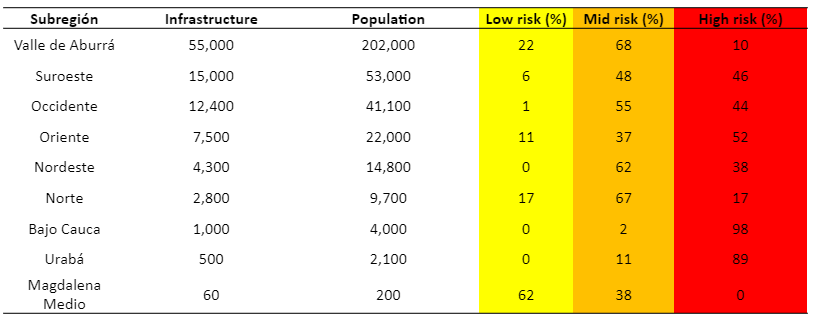 Subregión Infrastructure Population Low risk (%) Mid risk (%) High risk (%)
Valle de Aburrá 55,000 202,000 22 68 10
Suroeste 15,000 53,000 6 48 46
Occidente 12,400 41,100 1 55 44
Oriente 7,500 22,000 11 37 52
Nordeste 4,300 14,800 0 62 38
Norte 2,800 9,700 17 67 17
Bajo Cauca 1,000 4,000 0 2 98
Urabá 500 2,100 0 11 89
Magdalena
Medio 60 200 62 38 0